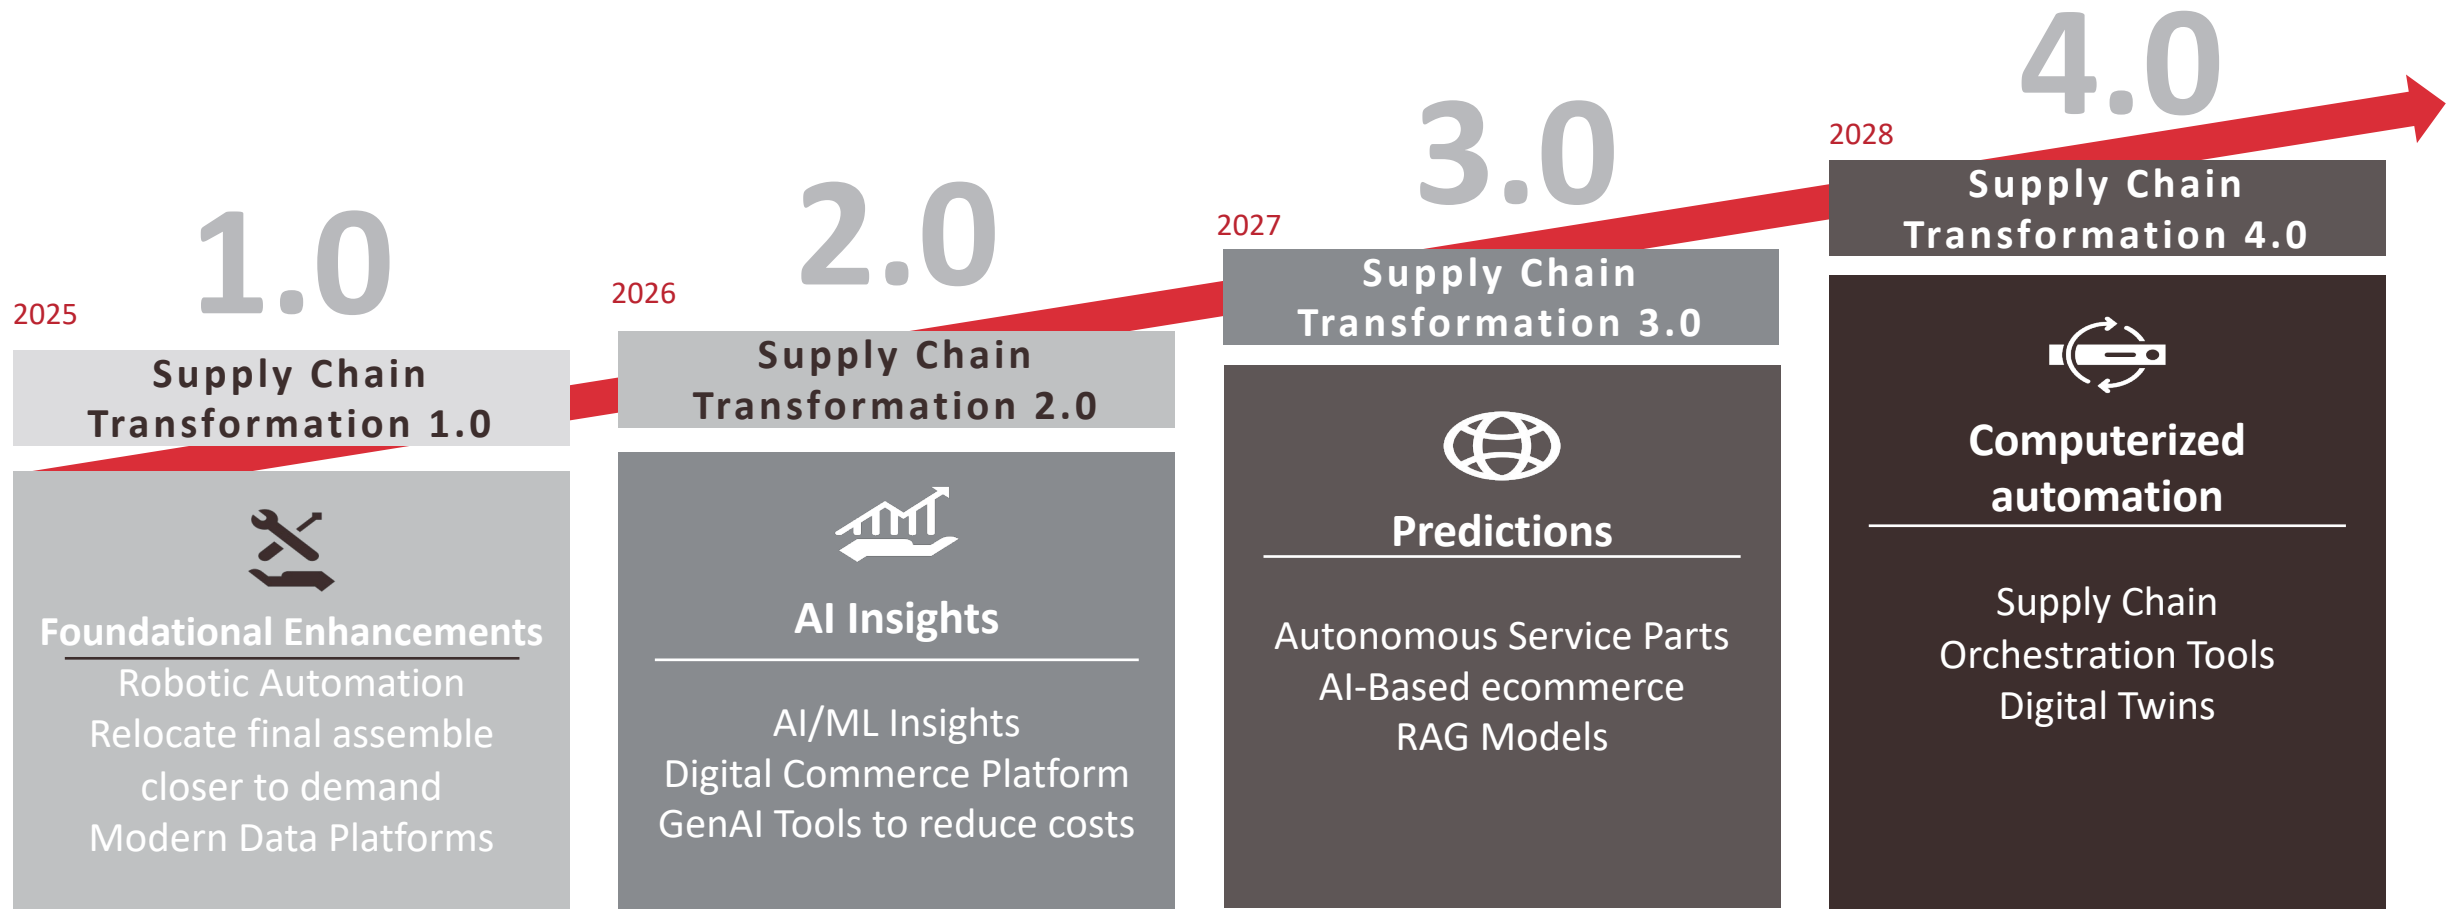 1.0
2025
Supply Chain
Transformation 1.0
Foundational Enhancements
Robotic Automation
Relocate final assemble
closer to demand
Modern Data Platforms
2.0
2026
Supply Chain
Transformation 2.0
AI Insights
AI/ML Insights
Digital Commerce Platform
GenAI Tools to reduce costs
3.0
2027
Supply Chain
Transformation 3.0
Predictions
Autonomous Service Parts
AI-Based ecommerce
RAG Models
4.0
2028
Supply Chain
Transformation 4.0
Computerized
automation
Supply Chain
Orchestration Tools
Digital Twins